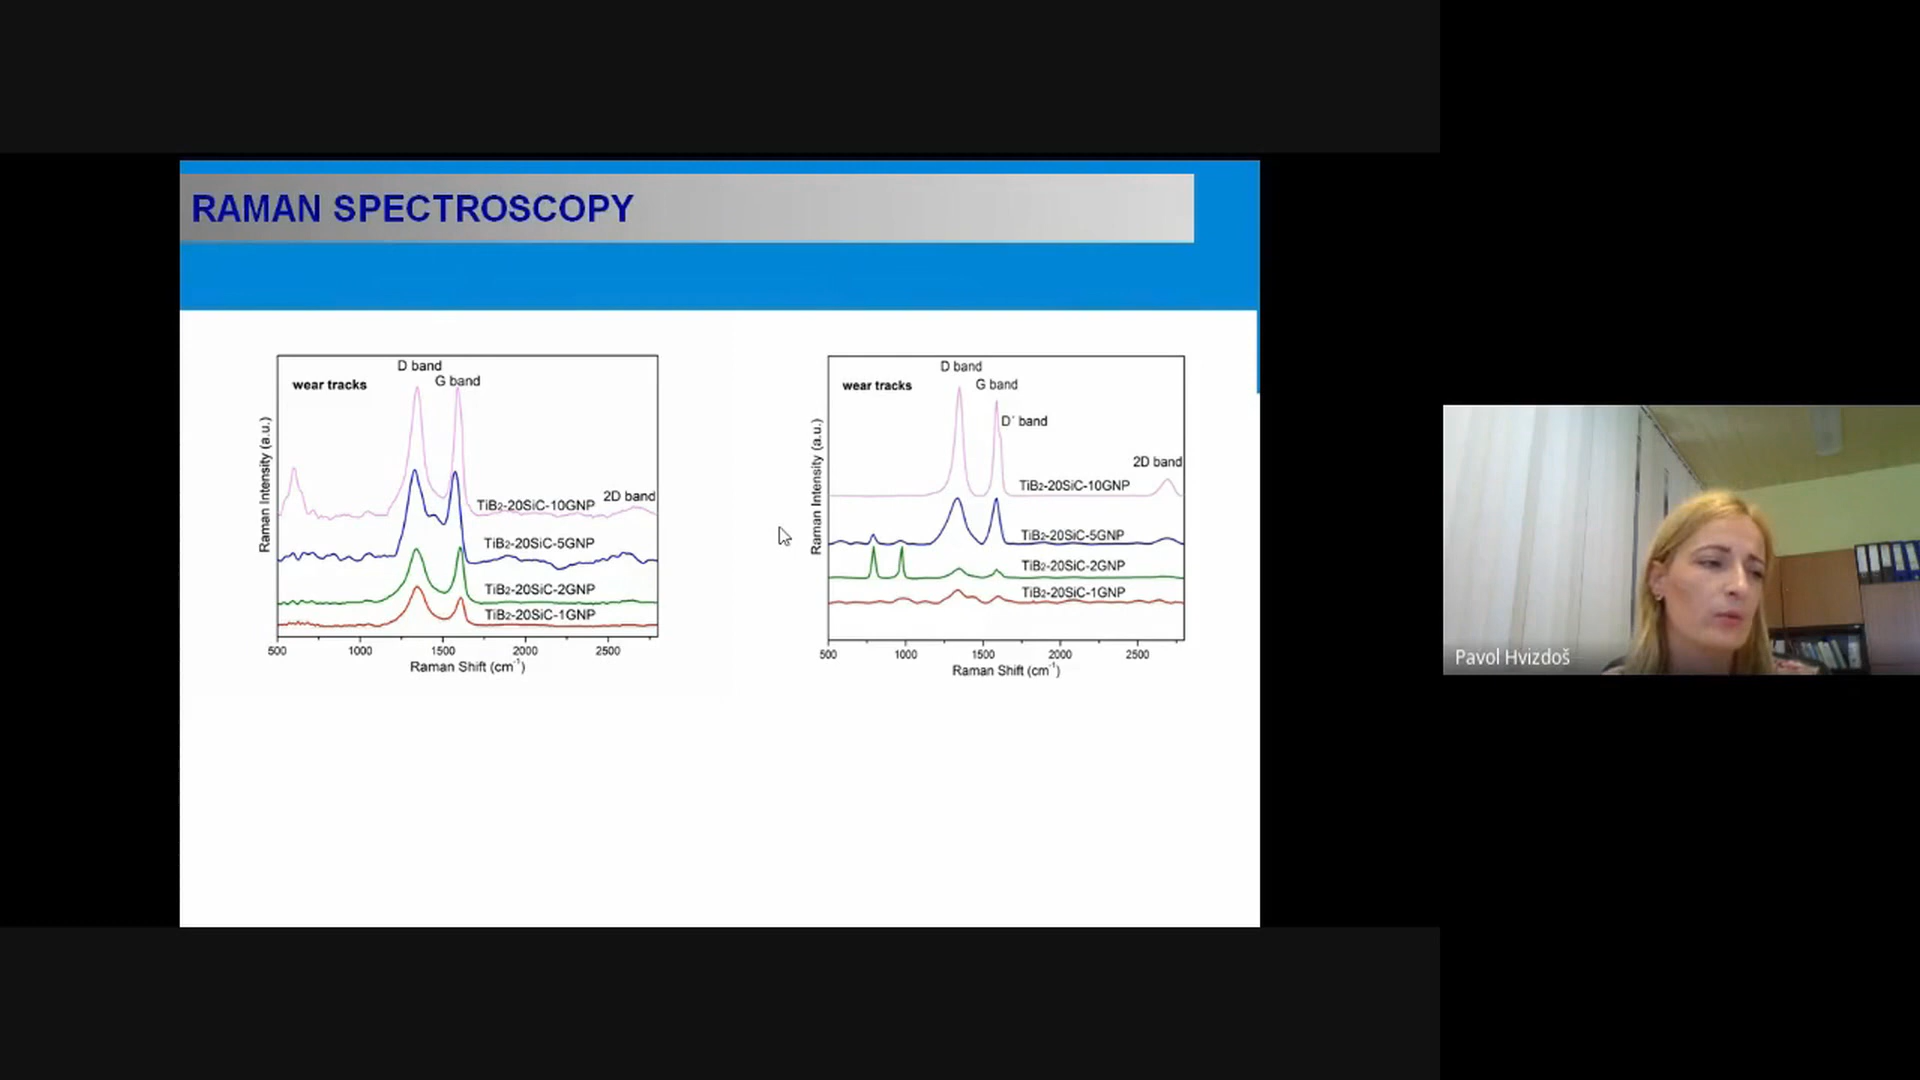 RAMAN SPECTROSCOPY
D band
G band
wear tracks
Raman Intensity (a.u.)
TiB2-20SiC-10GNP
2D band
TiB2-20SiC-5GNP
TiB2-20SiC-2GNP
TiB2-20SiC-1GNP
500 1000 1500 2000 2500
Raman Shift (cm-1)
D band
G band
wear tracks
D´ band
Raman Intensity (a.u.)
2D band
TiB2-20SiC-10GNP
TiB2-20SiC-5GNP
TiB2-20SiC-2GNP
TiB2-20SiC-1GNP
500 1000 1500 2000 2500
Raman Shift (cm-1)
Pavol Hvizdoš